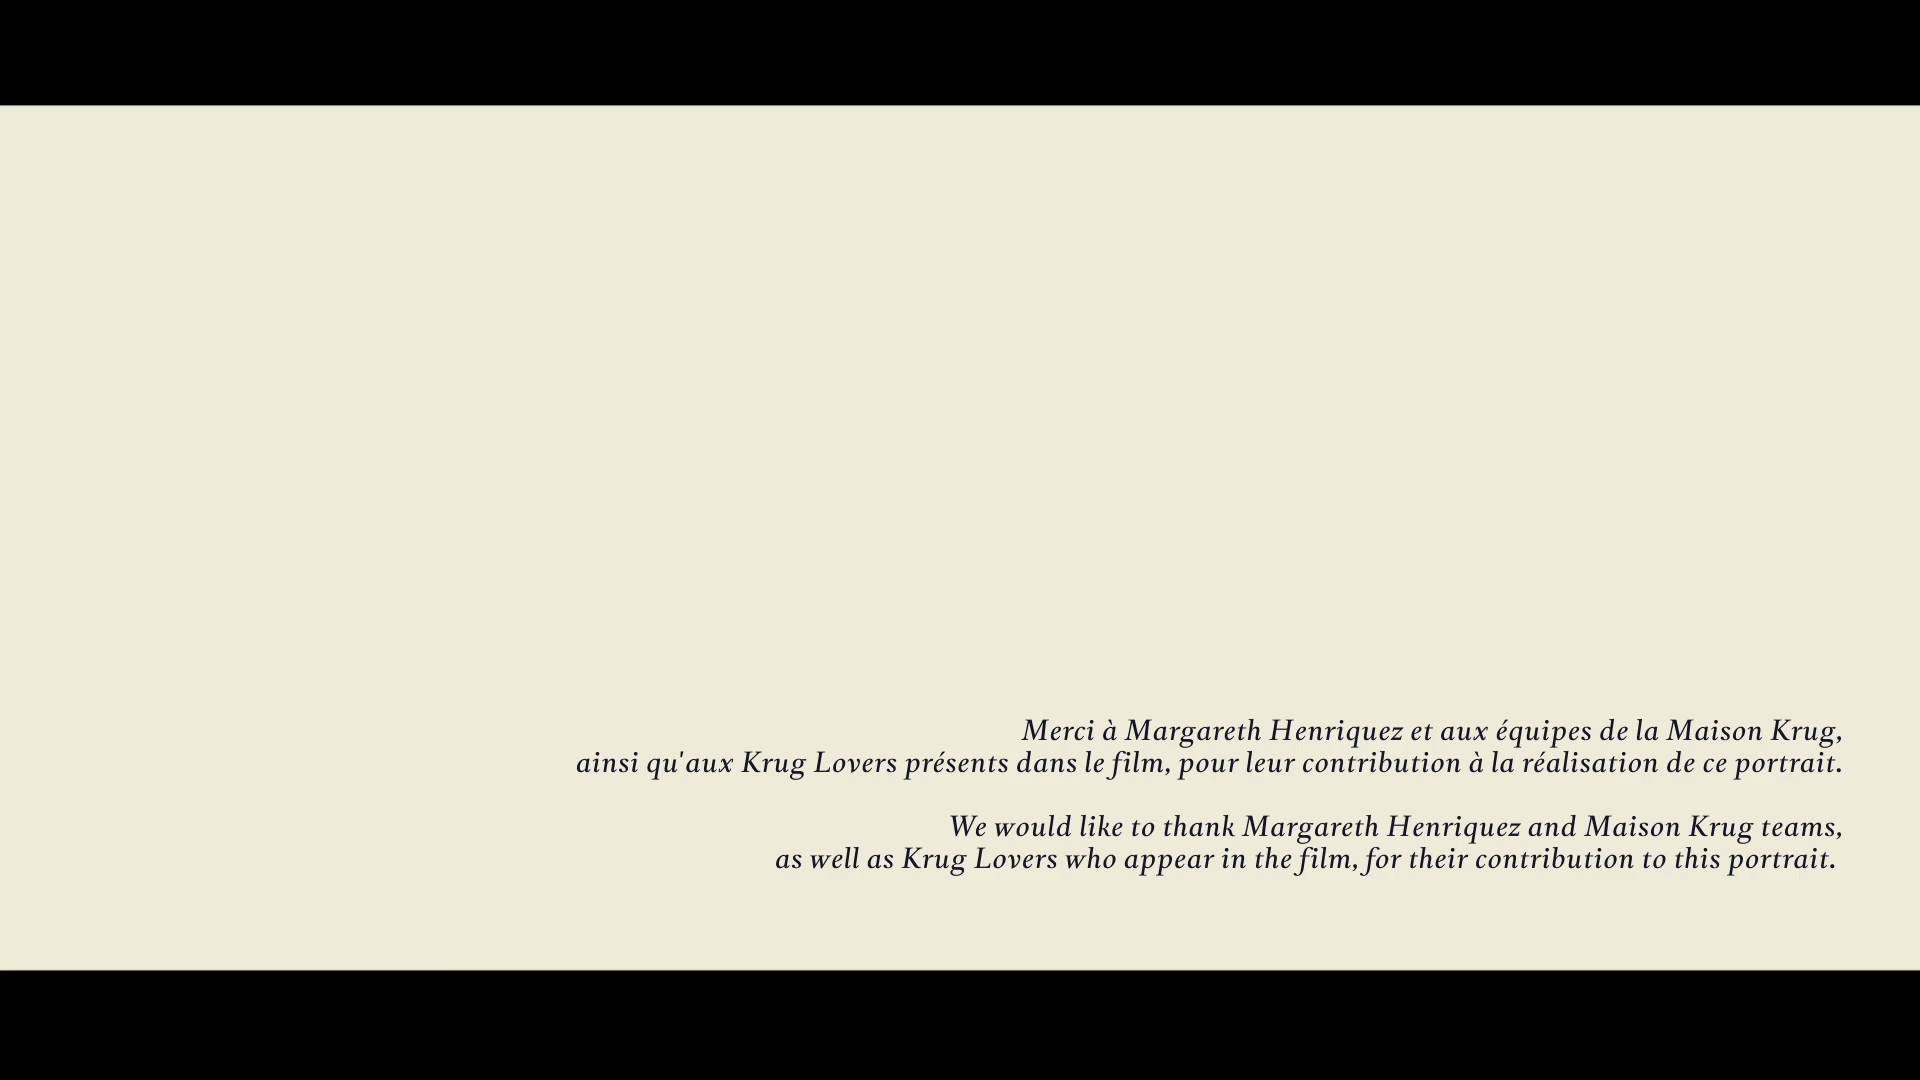 Merci à Margareth Henriquez et aux équipes de la Maison Krug,
ainsi qu'aux Krug Lovers présents dans le film, pour leur contribution à la réalisation de ce portrait.
We would like to thank Margareth Henriquez and Maison Krug teams,
as well as Krug Lovers who appear in the film, for their contribution to this portrait.